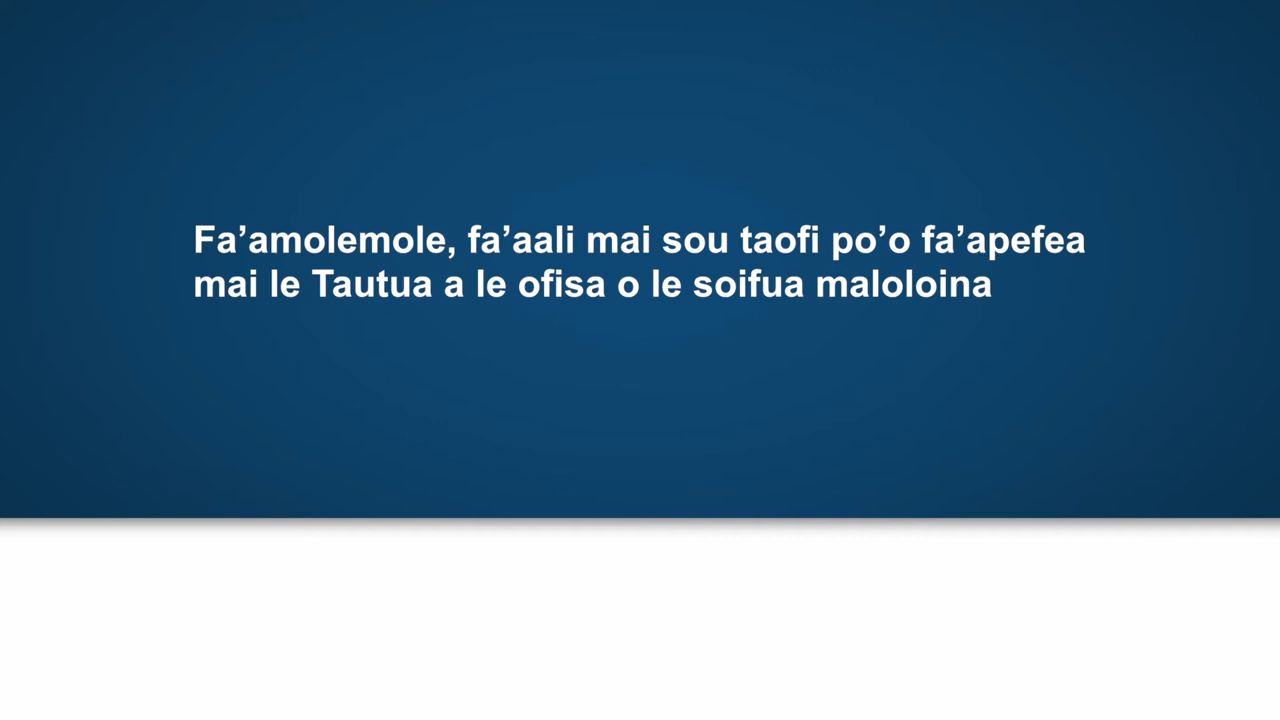 Fa’amolemole, fa’aali mai sou taofi po’o fa’apefea
mai le Tautua a le ofisa o le soifua maloloina